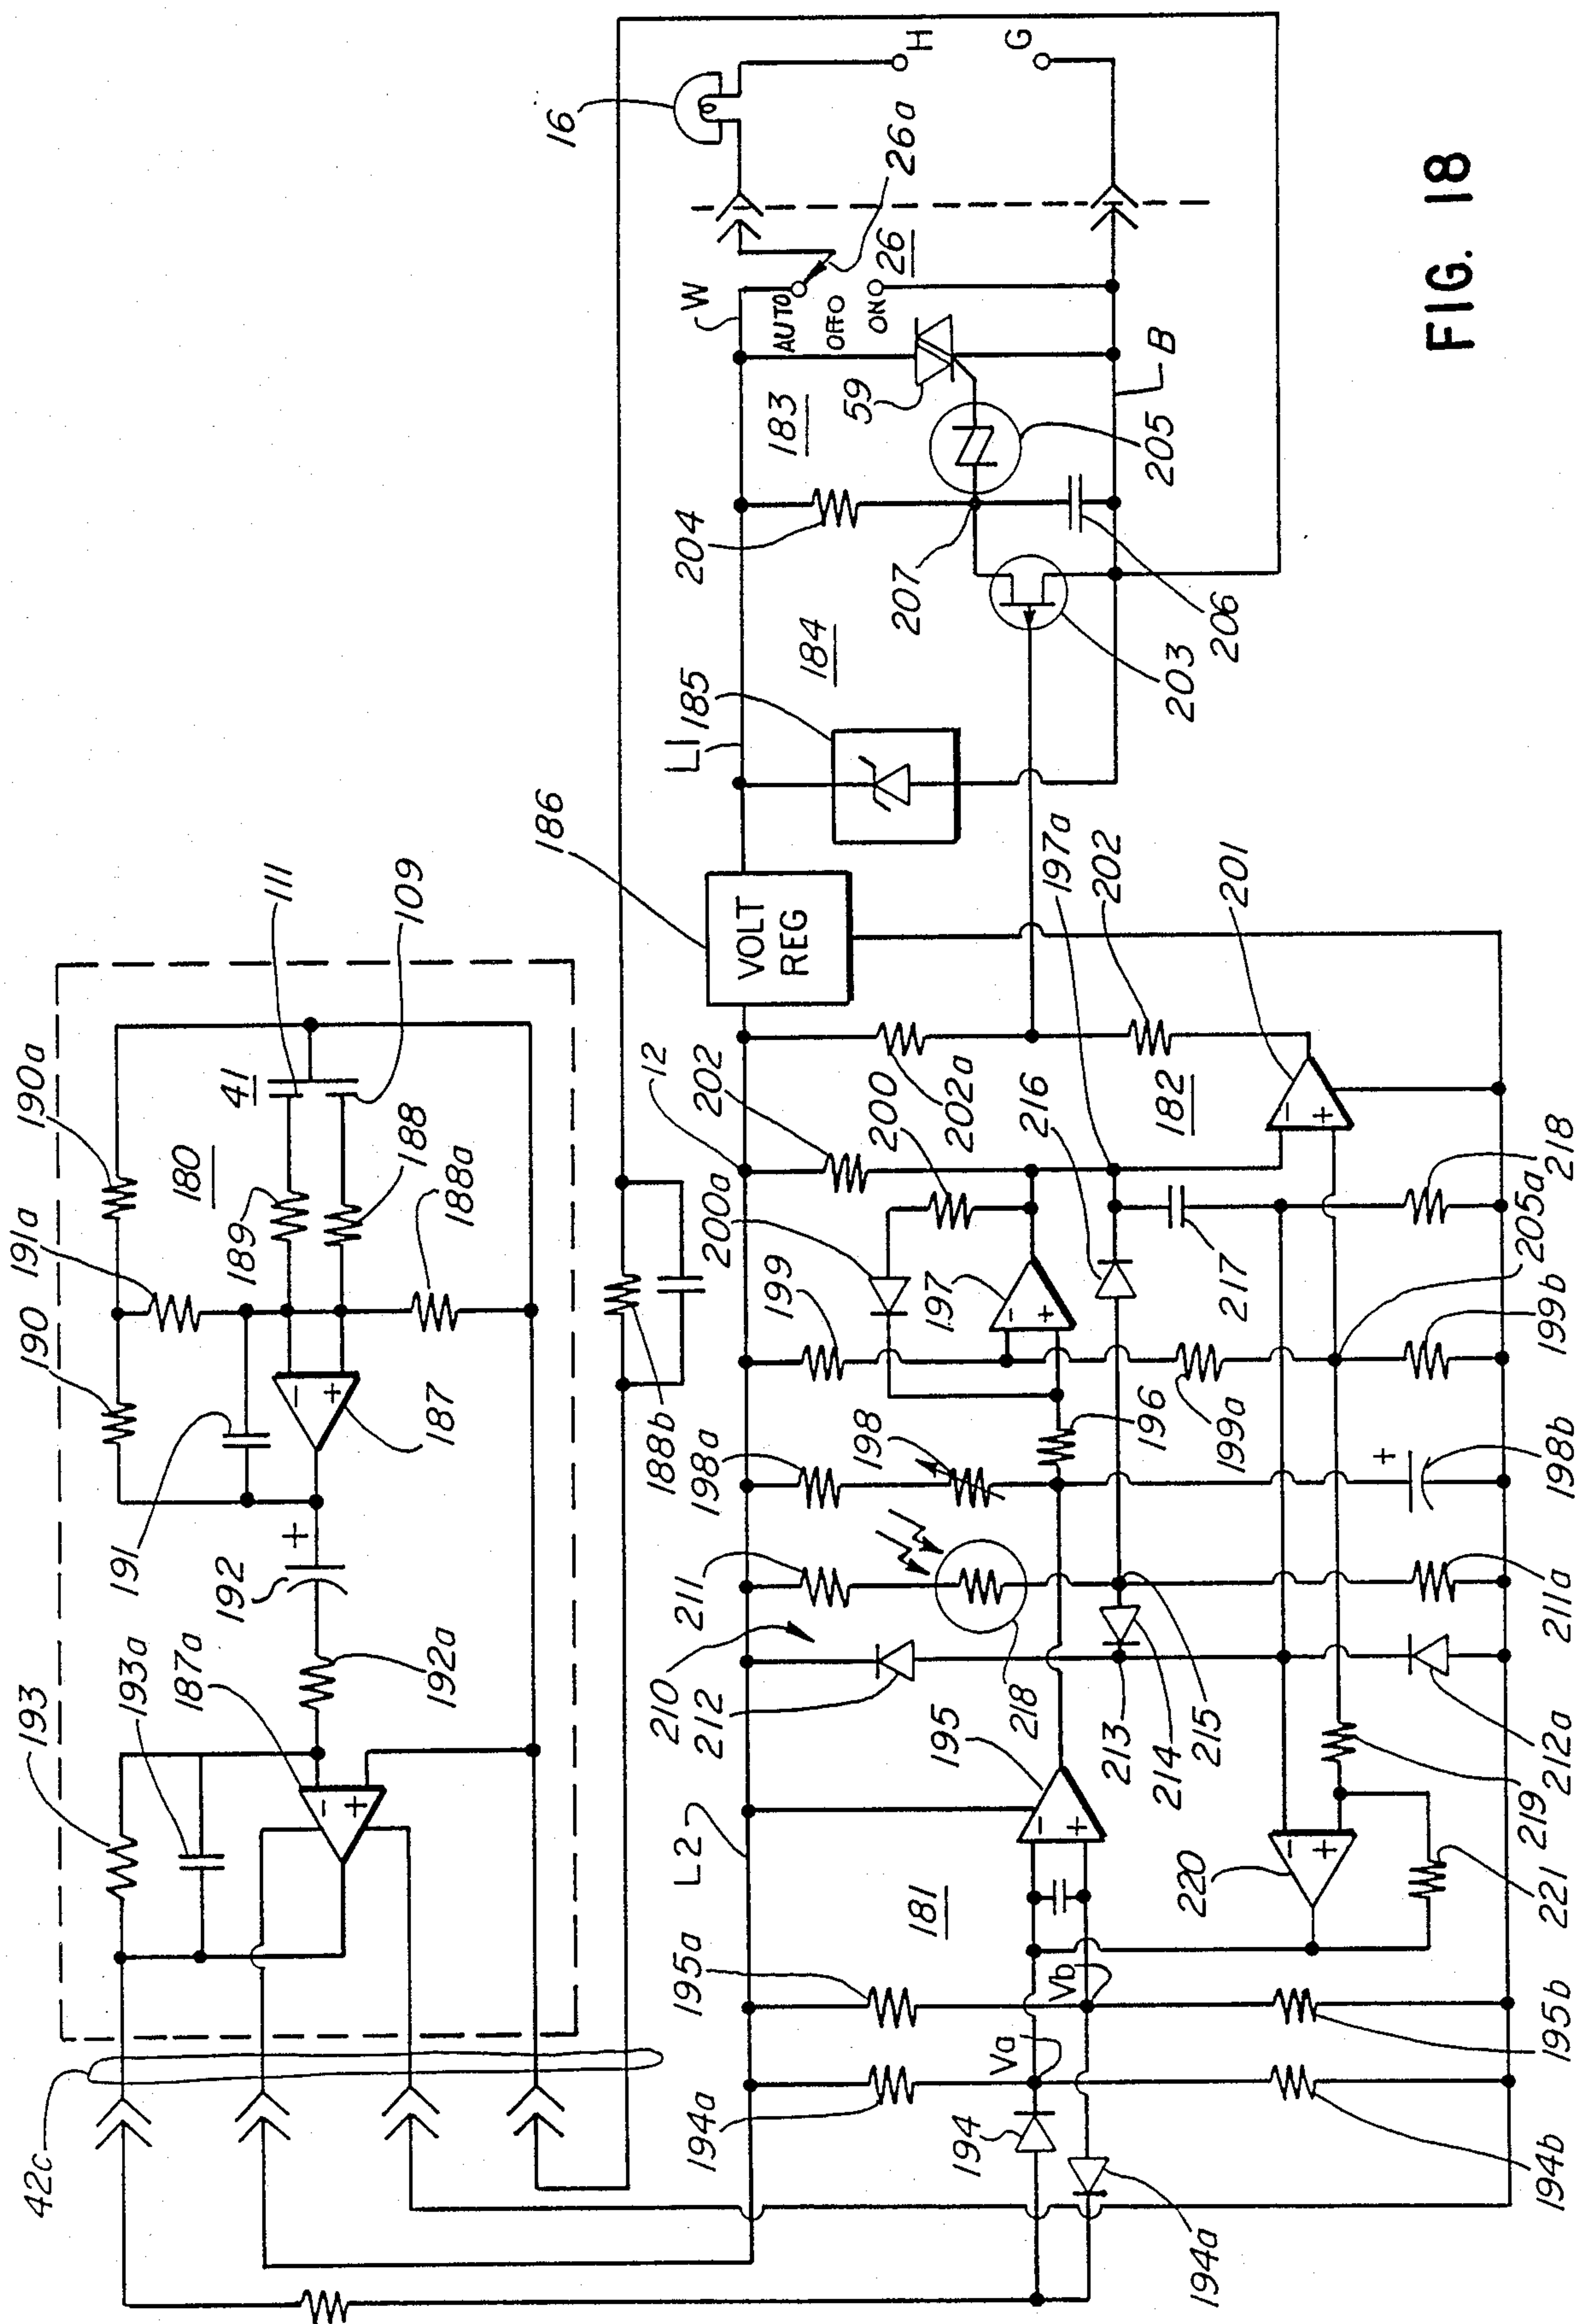 190a
191a
190
180
41
111
189
188
188a
109
191
187
192
193a
187a
192a
193
42c
16
H
G
W
AUTO
OFF
ON
26
26a
183
59
B
205
204
207
206
184
203
L1
185
186
VOLT
REG
188b
12
202
200
202a
216
197a
202
201
182
218
205a
200a
199
197
217
199b
196
199a
198a
198
+
198b
211
210
212
218
213
214
215
211a
212a
219
195
L2
181
220
221
195a
Vb
195b
Va
194a
194
194b
194a
+
-
+
-
+
-
+
-
+
-
+
-
+
FIG. 18